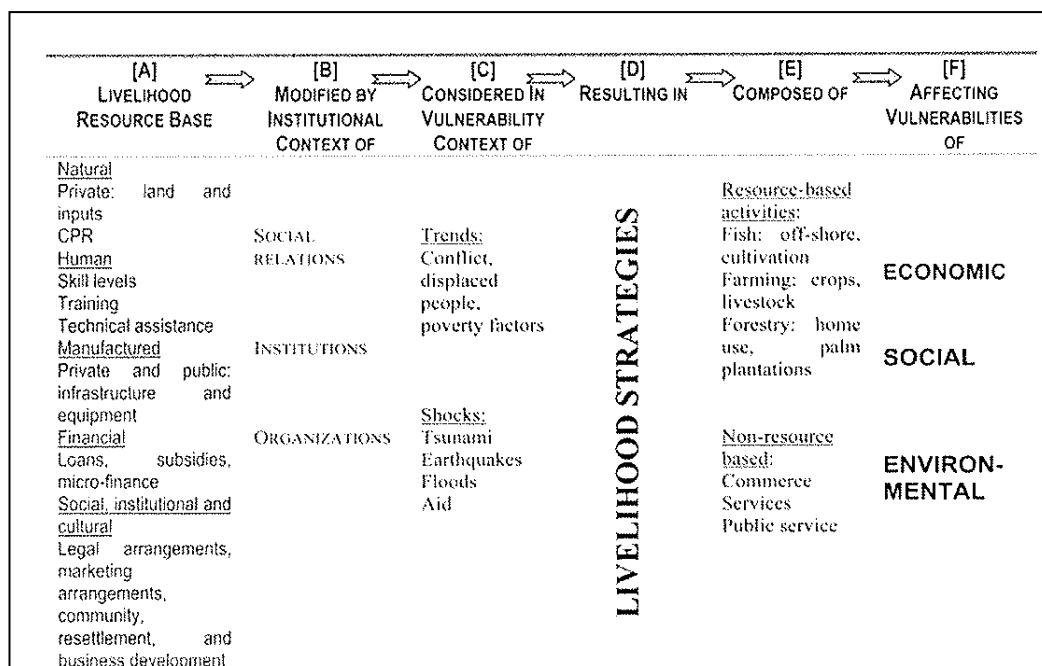 [A]
LIVELIHOOD
RESOURCE BASE
[B]
MODIFIED BY
INSTITUTIONAL
CONTEXT OF
[C]
CONSIDERED IN
VULNERABILITY
CONTEXT OF
[D]
RESULTING IN
[E]
COMPOSED OF
[F]
AFFECTING
VULNERABILITIES
OF
Natural
Private: land and
inputs
CPR
Human
Skill levels
Training
Technical assistance
Manufactured
Private and public:
infrastructure and
equipment
Financial
Loans, subsidies,
micro-finance
Social, institutional and
cultural
Legal arrangements,
marketing
arrangements,
community,
resettlement, and
business development
SOCIAL
RELATIONS
INSTITUTIONS
ORGANIZATIONS
Trends:
Conflict,
displaced
people,
poverty factors
Shocks:
Tsunami
Earthquakes
Floods
Aid
LIVELIHOOD STRATEGIES
Resource-based
activities:
Fish: off-shore,
cultivation
Farming: crops,
livestock
Forestry: home
use, palm
plantations
Non-resource
based:
Commerce
Services
Public service
ECONOMIC
SOCIAL
ENVIRON-
MENTAL